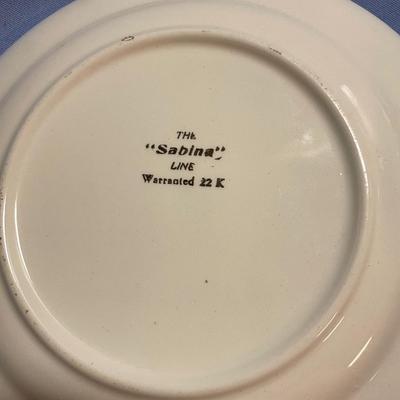 THE
"Sabina"
LINE
Warranted 22 K